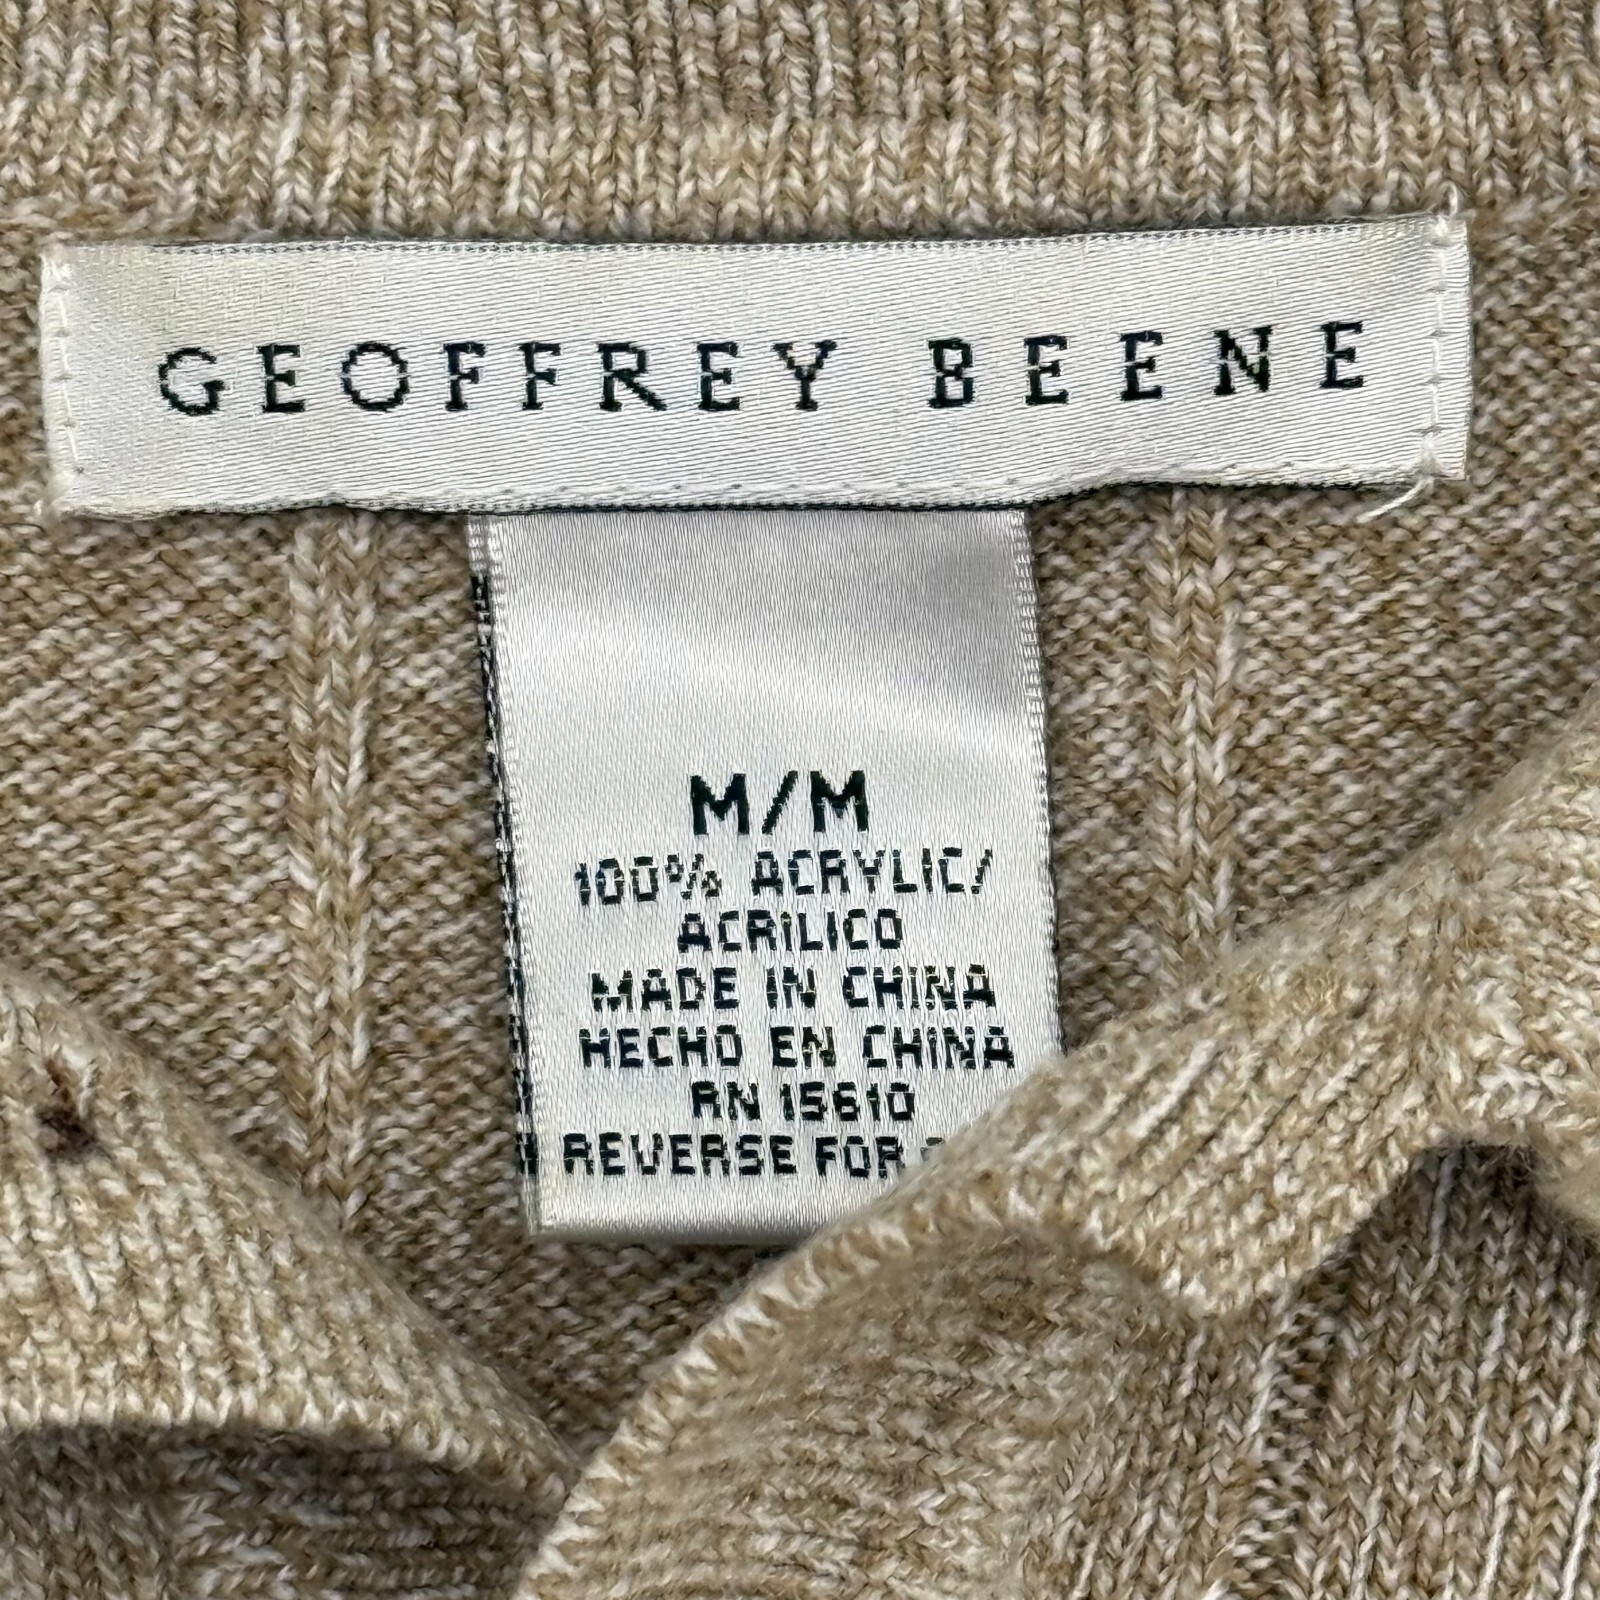 GEOFFREY BEENE
M/M
100% ACRYLIC/
ACRILICO
MADE IN CHINA
HECHO EN CHINA
RN 15610
REVERSE FOR